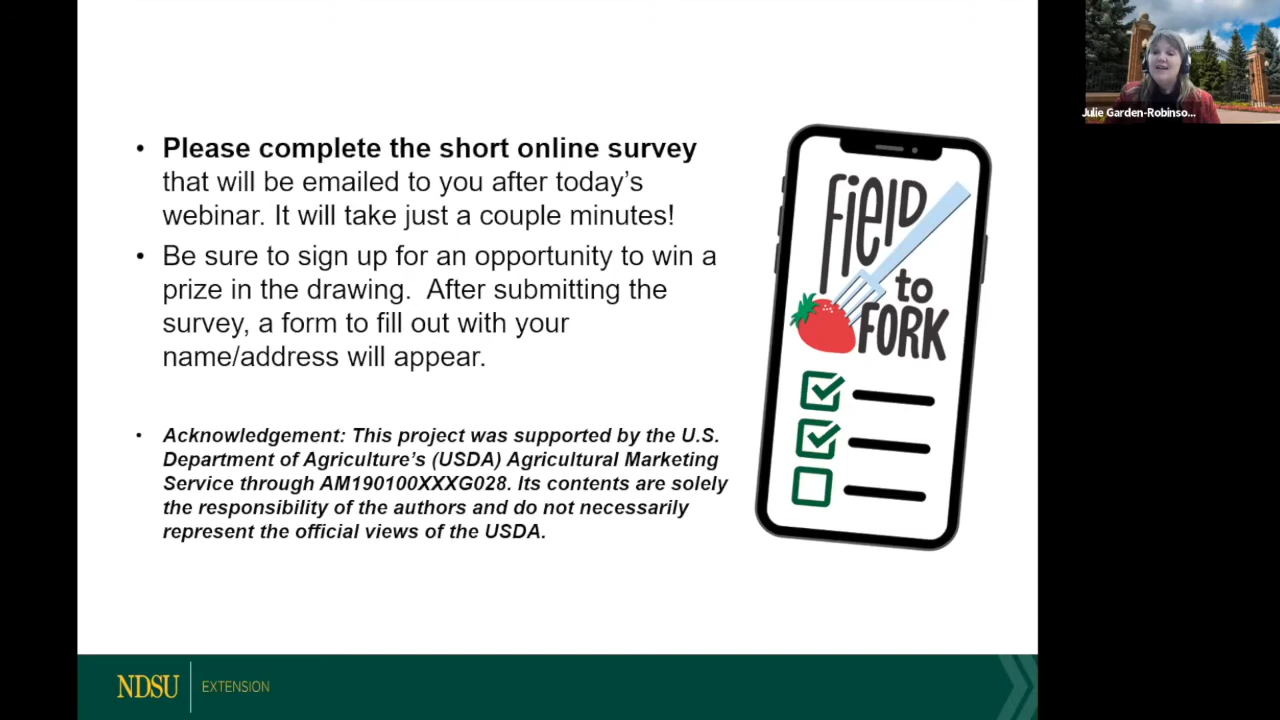 • Please complete the short online survey
that will be emailed to you after today's
webinar. It will take just a couple minutes!
• Be sure to sign up for an opportunity to win a
prize in the drawing.  After submitting the
survey, a form to fill out with your
name/address will appear.
• Acknowledgement: This project was supported by the U.S.
Department of Agriculture's (USDA) Agricultural Marketing
Service through AM190100XXXG028. Its contents are solely
the responsibility of the authors and do not necessarily
represent the official views of the USDA.
FieLD
to
FORK
Julie Garden-Robinso...
NDSU
EXTENSION